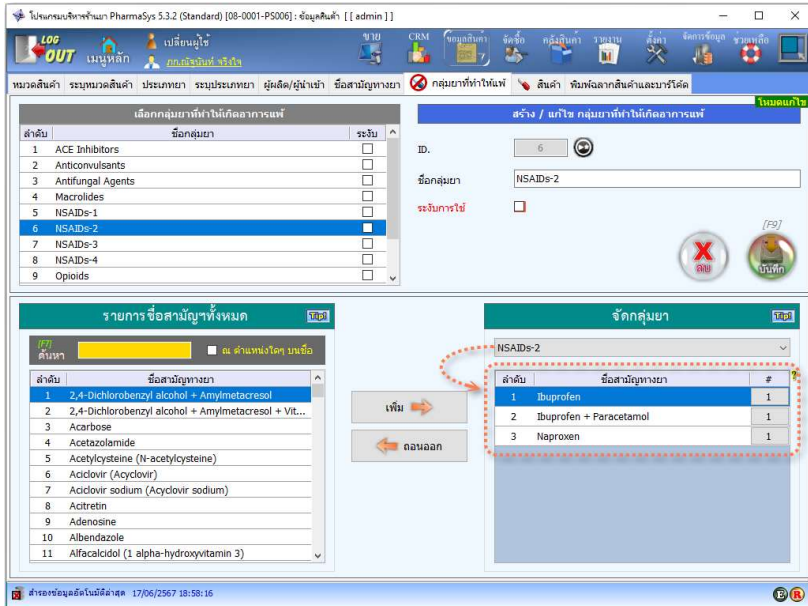 โปรแกรมบริหารร้านยา PharmaSys 5.3.2 (Standard) [08-0001-PS006] : ข้อมูลสินค้า [ [ admin ] ]
LOG OUT
เมนูหลัก
เปลี่ยนผู้ใช้
ขาย
CRM
ข้อมูลสินค้า
จัดซื้อ
คลังสินค้า
รายงาน
ตั้งค่า
จัดการข้อมูล
ช่วยเหลือ
หมวดสินค้า ระบุหมวดสินค้า ประเภทยา ระบุประเภทยา ผู้ผลิต/ผู้นำเข้า ชื่อสามัญทางยา กลุ่มยาที่ทำให้แพ้ สินค้า พิมพ์ฉลากสินค้าและบาร์โค้ด
โหมดแก้ไข
เลือกกลุ่มยาที่ทำให้เกิดอาการแพ้
ลำดับ ชื่อกลุ่มยา ระงับ
1 ACE Inhibitors
2 Anticonvulsants
3 Antifungal Agents
4 Macrolides
5 NSAIDs-1
6 NSAIDs-2
7 NSAIDs-3
8 NSAIDs-4
9 Opioids
สร้าง / แก้ไข กลุ่มยาที่ทำให้เกิดอาการแพ้
ID. 6
ชื่อกลุ่มยา NSAIDs-2
ระงับการใช้
[F9]
X
ลบ
บันทึก
รายการชื่อสามัญฯทั้งหมด
[F7]
ค้นหา
ณ ตำแหน่งใดๆ บนชื่อ
ลำดับ ชื่อสามัญทางยา
1 2,4-Dichlorobenzyl alcohol + Amylmetacresol
2 2,4-Dichlorobenzyl alcohol + Amylmetacresol + Vit...
3 Acarbose
4 Acetazolamide
5 Acetylcysteine (N-acetylcysteine)
6 Aciclovir (Acyclovir)
7 Aciclovir sodium (Acyclovir sodium)
8 Acitretin
9 Adenosine
10 Albendazole
11 Alfacalcidol (1 alpha-hydroxyvitamin 3)
เพิ่ม
ถอนออก
จัดกลุ่มยา
NSAIDs-2
ลำดับ ชื่อสามัญทางยา #
?
1 Ibuprofen 1
2 Ibuprofen + Paracetamol 1
3 Naproxen 1
สำรองข้อมูลอัตโนมัติล่าสุด 17/06/2567 18:58:16
E R